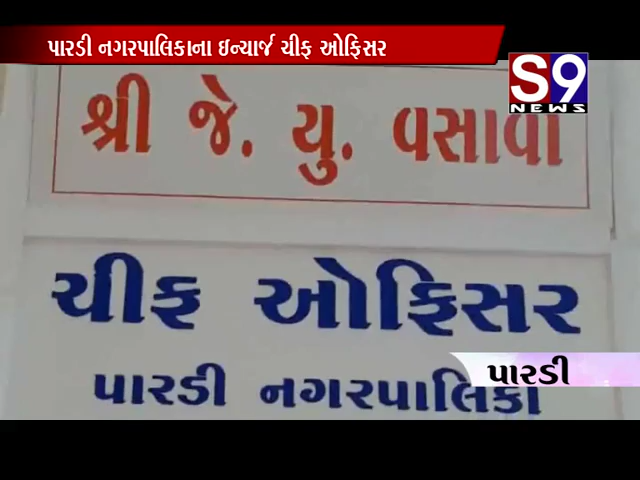 પારડી નગરપાલિકાના ઇન્ચાર્જ ચીફ ઓફિસર
S9
NEWS
શ્રી જે. યુ. વસાવા
ચીફ ઓફિસર
પારડી
પારડી નગરપાલિકા